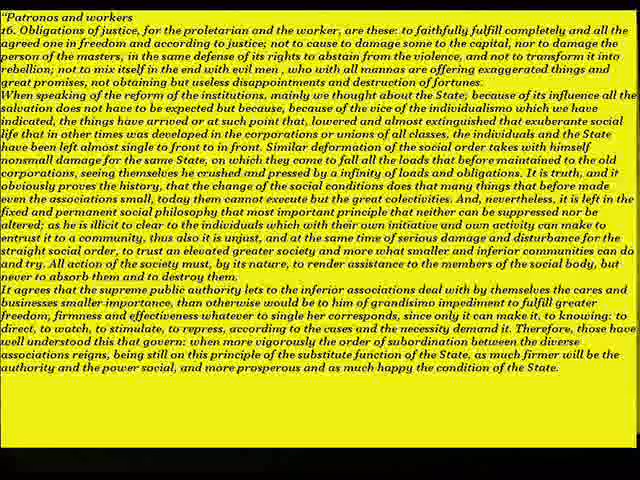 “Patronos and workers
16. Obligations of justice, for the proletarian and the worker, are these: to faithfully fulfill completely and all the
agreed one in freedom and according to justice; not to cause to damage some to the capital, nor to damage the
person of the masters, in the same defense of its rights to abstain from the violence, and not to transform it into
rebellion; not to mix itself in the end with evil men , who with all mannas are offering exaggerated things and
great promises, not obtaining but useless disappointments and destruction of fortunes.
When speaking of the reform of the institutions, mainly we thought about the State; because of its influence all the
salvation does not have to be expected but because, because of the vice of the individualismo which we have
indicated, the things have arrived or at such point that, lowered and almost extinguished that exuberante social
life that in other times was developed in the corporations or unions of all classes, the individuals and the State
have been left almost single to front to in front. Similar deformation of the social order takes with himself
nonsmall damage for the same State, on which they come to fall all the loads that before maintained to the old
corporations, seeing themselves he crushed and pressed by a infinity of loads and obligations. It is truth, and it
obviously proves the history, that the change of the social conditions does that many things that before made
even the associations small, today them cannot execute but the great colectivities. And, nevertheless, it is left in the
fixed and permanent social philosophy that most important principle that neither can be suppressed nor be
altered; as he is illicit to clear to the individuals which with their own initiative and own activity can make to
entrust it to a community, thus also it is unjust, and at the same time of serious damage and disturbance for the
straight social order, to trust an elevated greater society and more what smaller and inferior communities can do
and try. All action of the society must, by its nature, to render assistance to the members of the social body, but
never to absorb them and to destroy them.
It agrees that the supreme public authority lets to the inferior associations deal with by themselves the cares and
businesses smaller importance, than otherwise would be to him of grandísimo impediment to fulfill greater
freedom, firmness and effectiveness whatever to single her corresponds, since only it can make it, to knowing: to
direct, to watch, to stimulate, to repress, according to the cases and the necessity demand it. Therefore, those have
well understood this that govern: when more vigorously the order of subordination between the diverse
associations reigns, being still on this principle of the substitute function of the State, as much firmer will be the
authority and the power social, and more prosperous and as much happy the condition of the State.